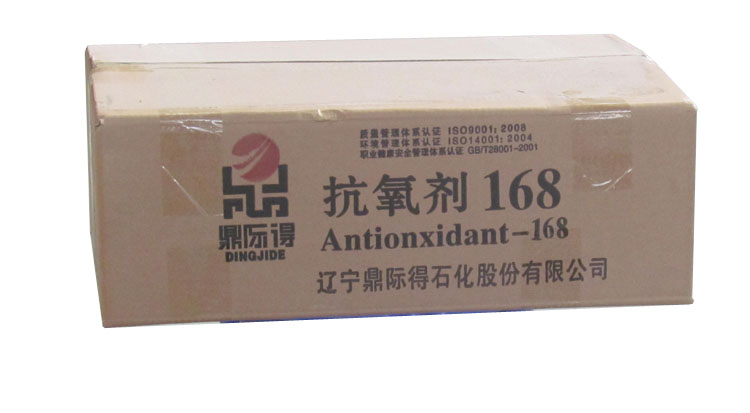 质量管理体系认证 ISO9001: 2008
环境管理体系认证 ISO14001: 2004
职业健康安全管理体系认证 GB/T28001-2001
抗氧剂 168
Antionxidant-168
辽宁鼎际得石化股份有限公司
鼎际得
DINGJIDE